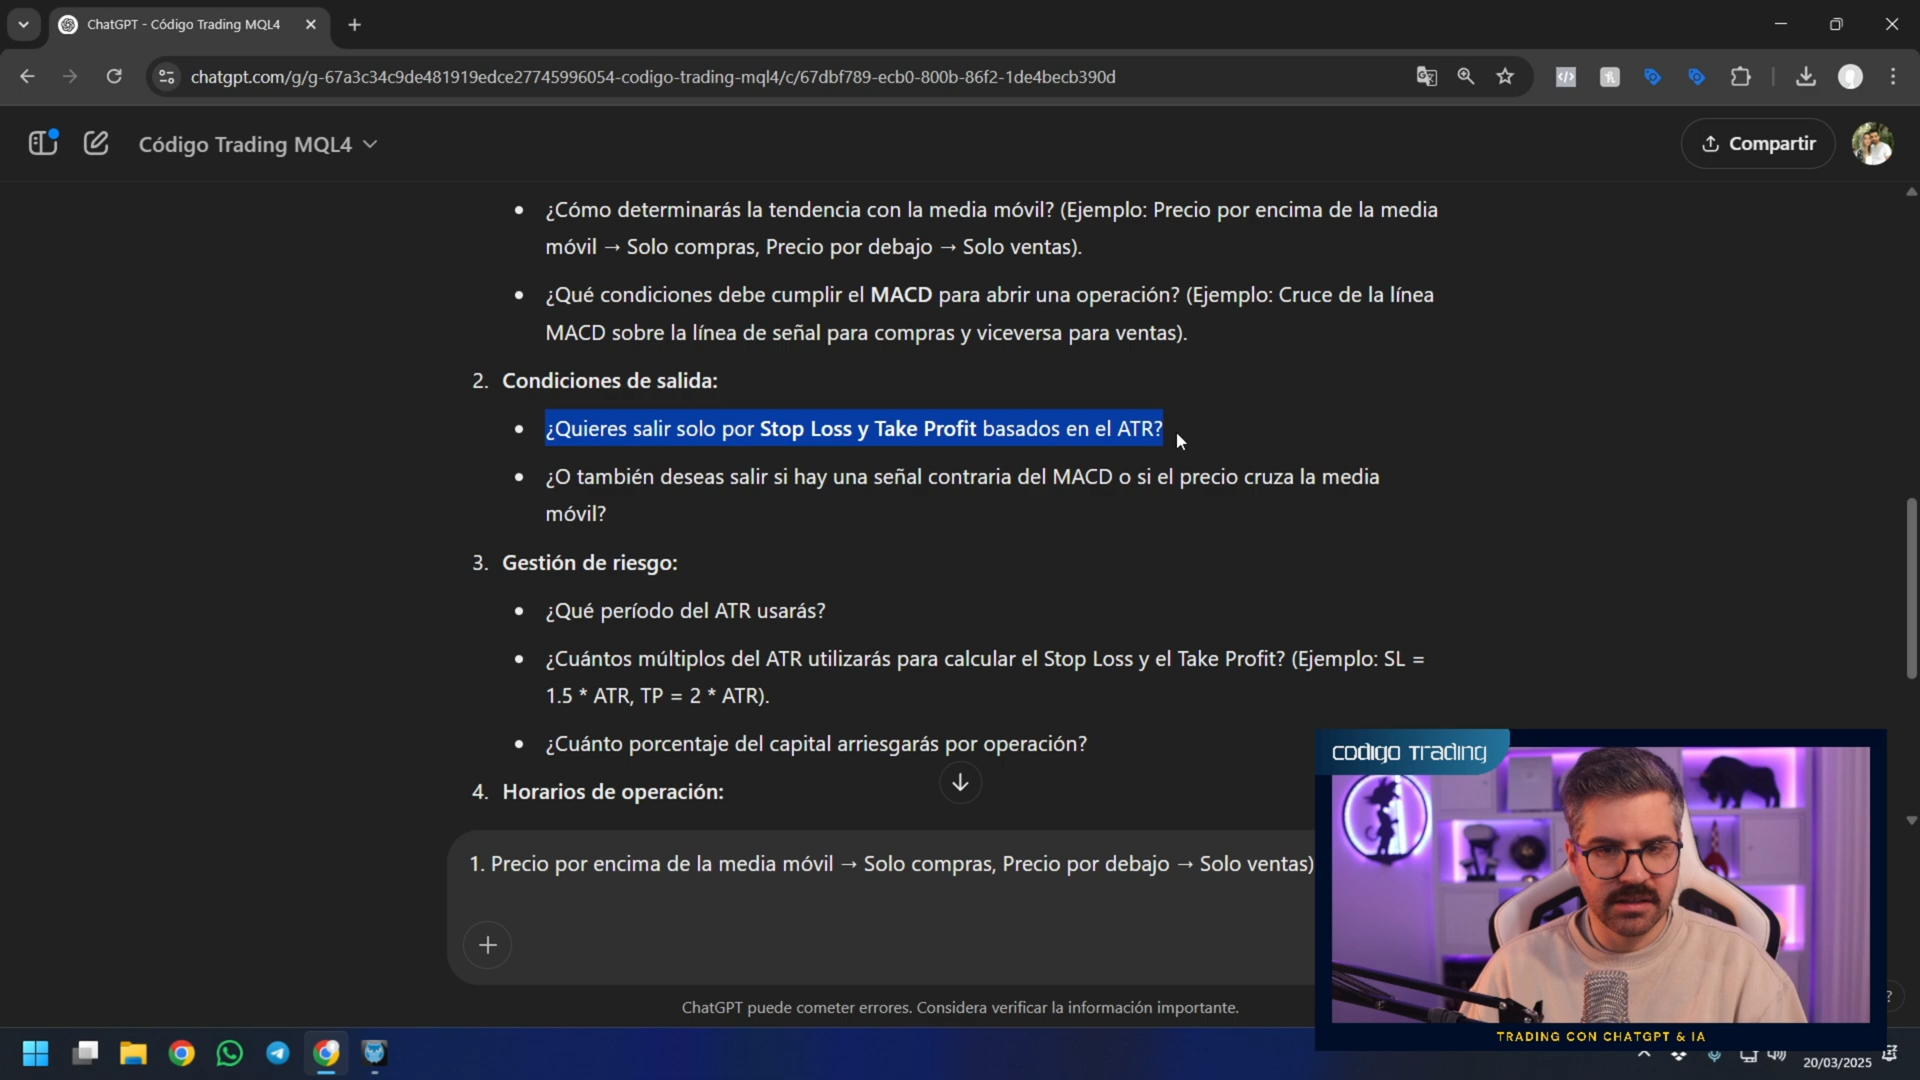 ChatGPT - Código Trading MQL4
chatgpt.com/g/g-67a3c34c9de481919edce27745996054-codigo-trading-mql4/c/67dbf789-ecb0-800b-86f2-1de4becb390d
Código Trading MQL4
Compartir
• ¿Cómo determinarás la tendencia con la media móvil? (Ejemplo: Precio por encima de la media
móvil → Solo compras, Precio por debajo → Solo ventas).
• ¿Qué condiciones debe cumplir el MACD para abrir una operación? (Ejemplo: Cruce de la línea
MACD sobre la línea de señal para compras y viceversa para ventas).
2. Condiciones de salida:
• ¿Quieres salir solo por Stop Loss y Take Profit basados en el ATR?
• ¿O también deseas salir si hay una señal contraria del MACD o si el precio cruza la media
móvil?
3. Gestión de riesgo:
• ¿Qué período del ATR usarás?
• ¿Cuántos múltiplos del ATR utilizarás para calcular el Stop Loss y el Take Profit? (Ejemplo: SL =
1.5 * ATR, TP = 2 * ATR).
• ¿Cuánto porcentaje del capital arriesgarás por operación?
4. Horarios de operación:
1. Precio por encima de la media móvil → Solo compras, Precio por debajo → Solo ventas)
ChatGPT puede cometer errores. Considera verificar la información importante.
codigo Trading
TRADING CON CHATGPT & IA
20/03/2025